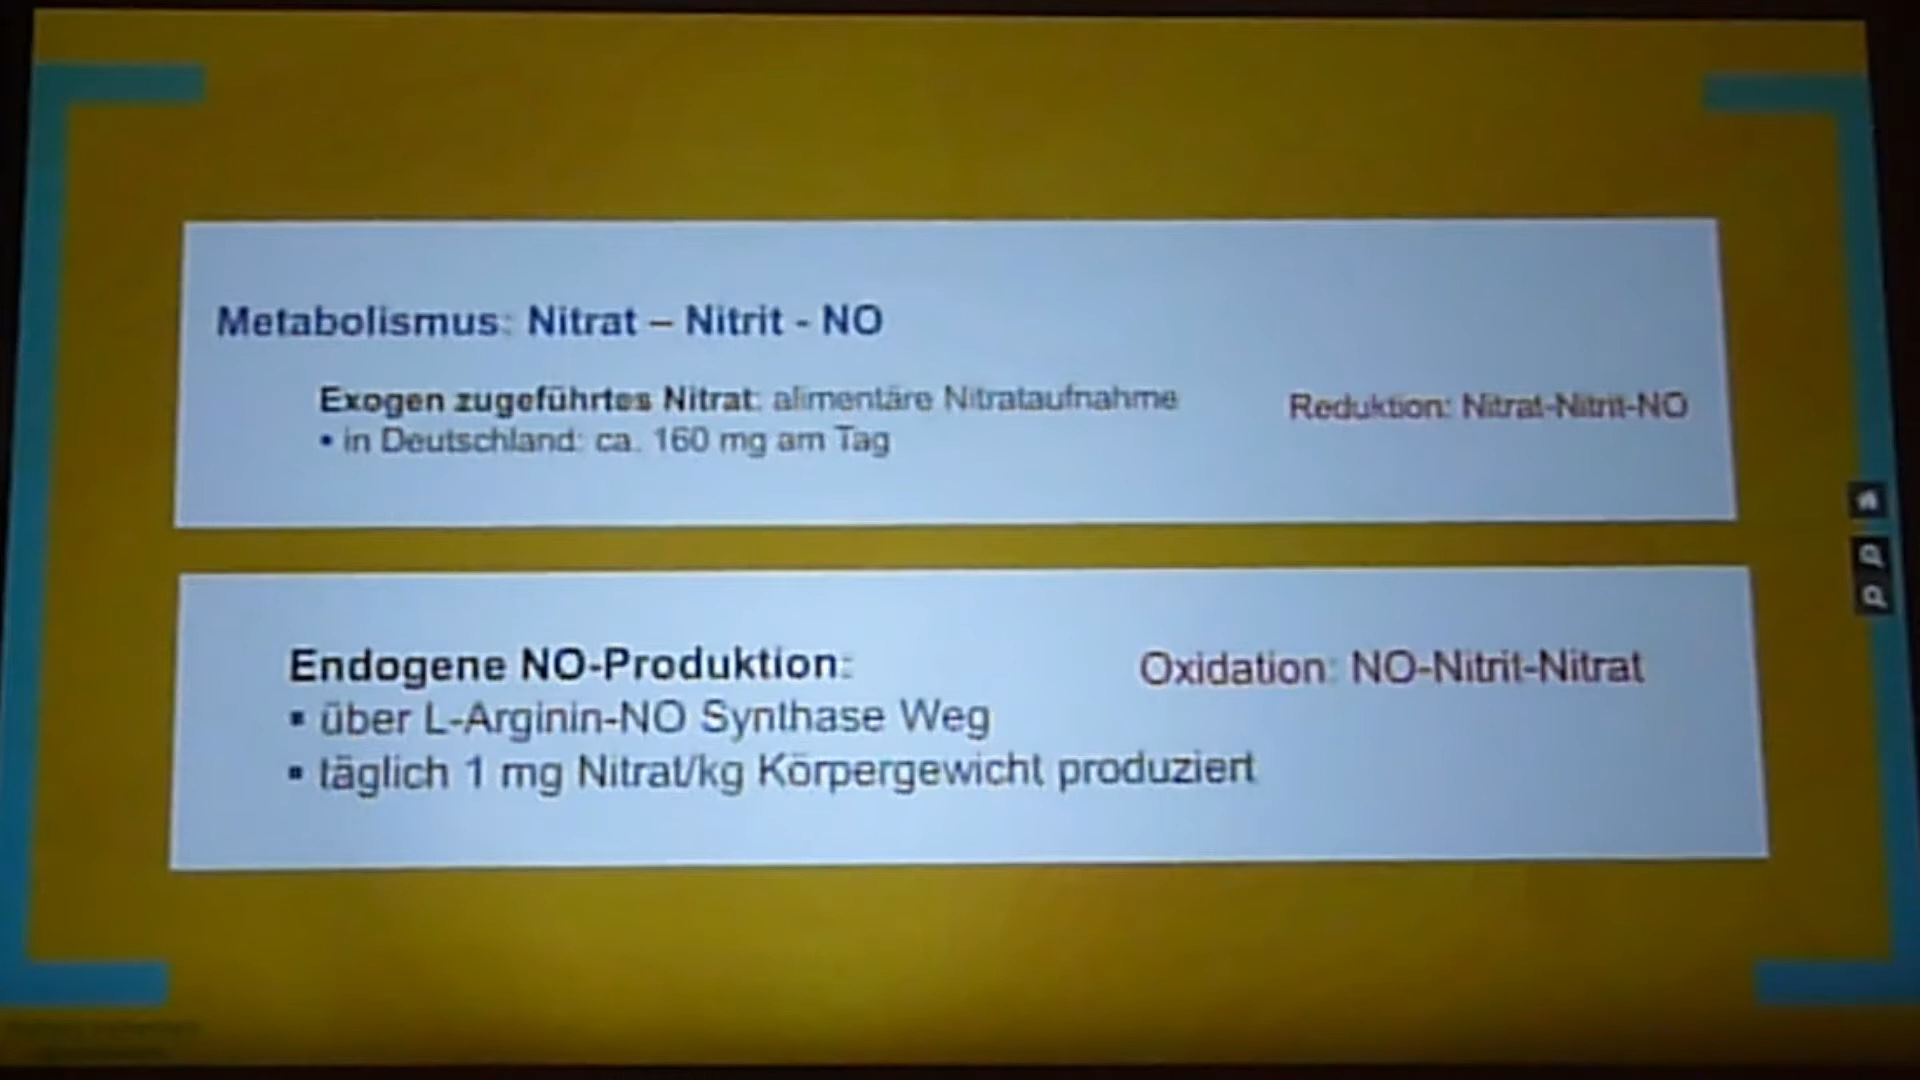 Metabolismus: Nitrat – Nitrit - NO
Exogen zugeführtes Nitrat: alimentäre Nitrataufnahme
Reduktion: Nitrat-Nitrit-NO
• in Deutschland: ca. 160 mg am Tag
Endogene NO-Produktion:
Oxidation: NO-Nitrit-Nitrat
▪ über L-Arginin-NO Synthase Weg
▪ täglich 1 mg Nitrat/kg Körpergewicht produziert